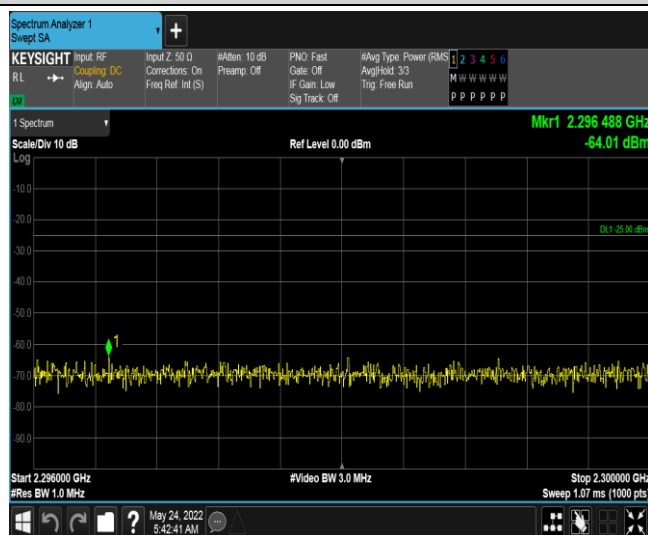 Spectrum Analyzer 1
Swept SA
KEYSIGHT
RL
Input: RF
Coupling: DC
Align: Auto
Input Z: 50 Ω
Corrections: On
Freq Ref: Int (S)
#Atten: 10 dB
Preamp: Off
PNO: Fast
Gate: Off
IF Gain: Low
Sig Track: Off
#Avg Type: Power (RMS
Avg|Hold: 3/3
Trig: Free Run
1 2 3 4 5 6
M W W W W W
P P P P P P
1 Spectrum
Scale/Div 10 dB
Ref Level 0.00 dBm
Mkr1 2.296 488 GHz
-64.01 dBm
Log
-10.0
-20.0
DL1 -25.00 dBm
-30.0
-40.0
-50.0
-60.0
1
-70.0
-80.0
-90.0
Start 2.296000 GHz
#Video BW 3.0 MHz
Stop 2.300000 GHz
#Res BW 1.0 MHz
Sweep 1.07 ms (1000 pts)
?
May 24, 2022
5:42:41 AM